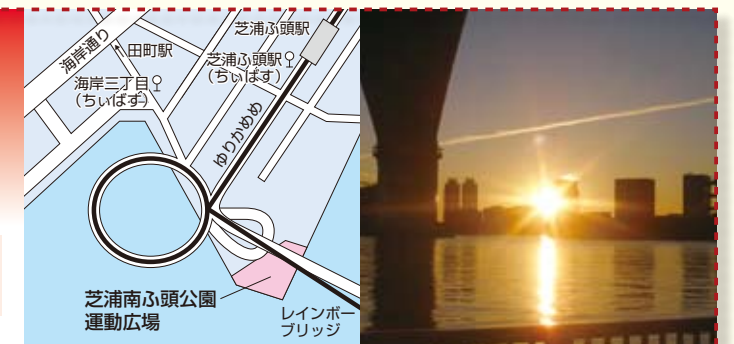 芝浦ふ頭駅
海岸通り
田町駅
芝浦ふ頭駅
（ちぃばす）
海岸三丁目
（ちぃばす）
ゆりかめめ
芝浦南ふ頭公園
運動広場
レインボー
ブリッジ